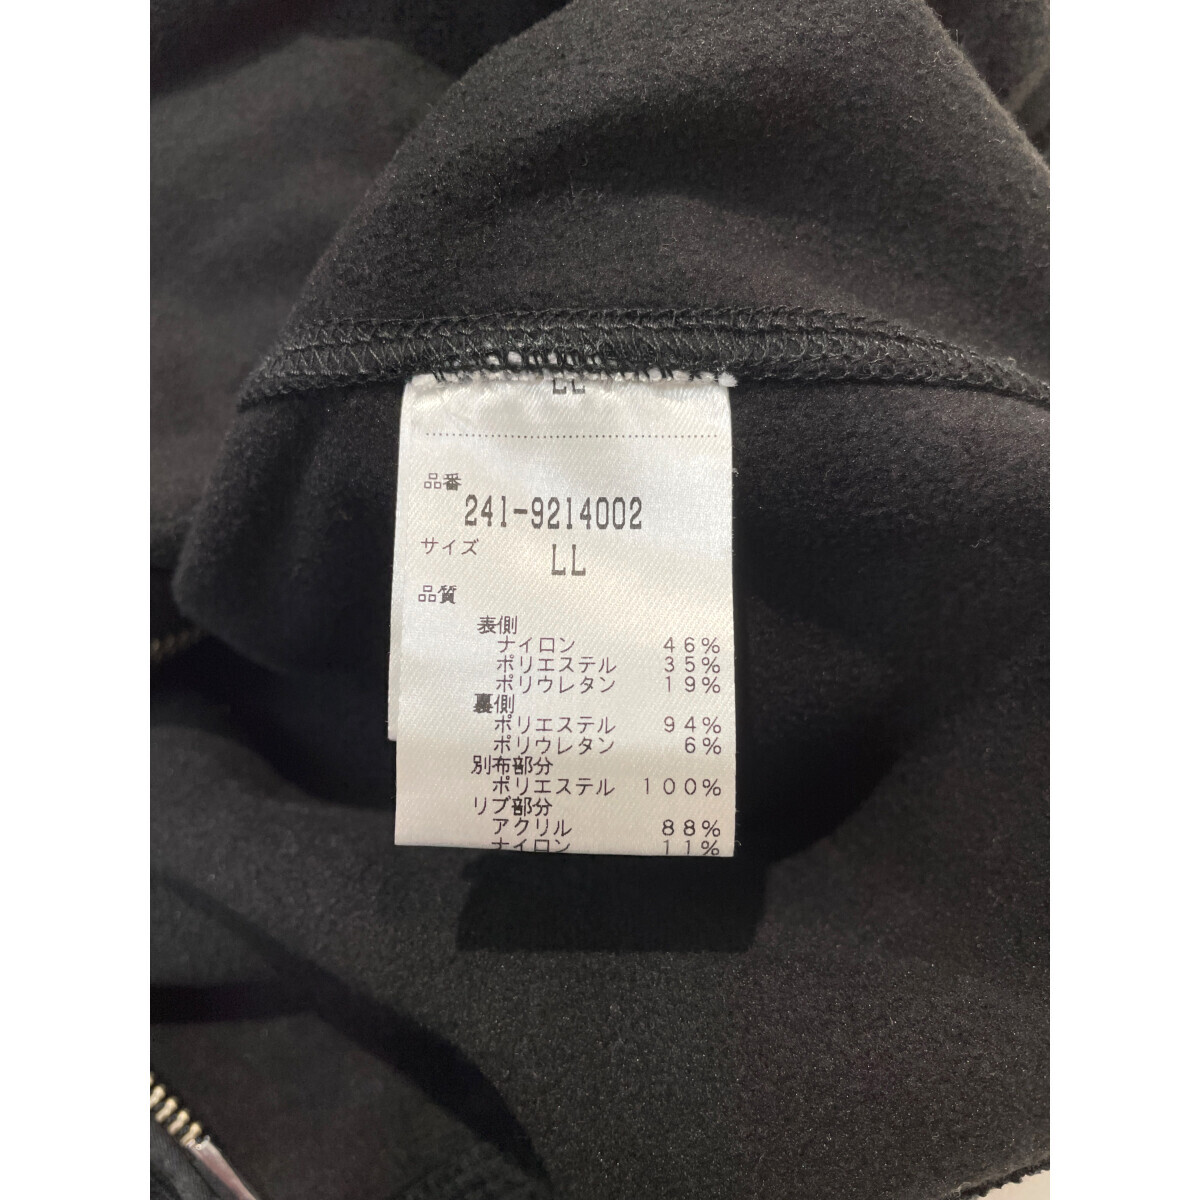 LL
品番
241-9214002
サイズ
LL
品質
表側
ナイロン 46%
ポリエステル 35%
ポリウレタン 19%
裏側
ポリエステル 94%
ポリウレタン 6%
別布部分
ポリエステル 100%
リブ部分
アクリル 88%
ナイロン 11%